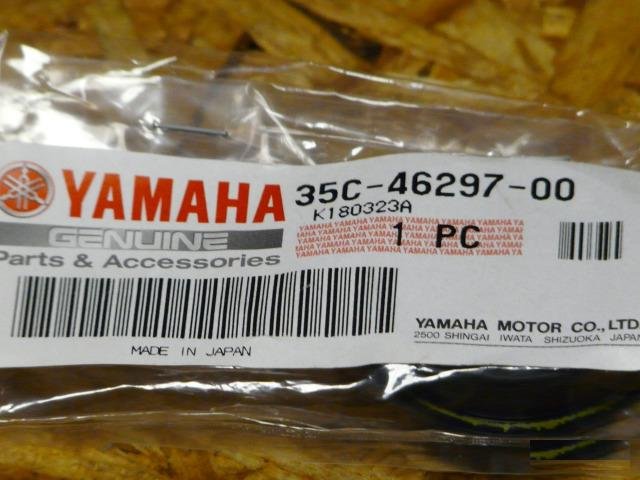 YAMAHA
GENUINE
Parts & Accessories
35C-46297-00
K180323A
1 PC
MADE IN JAPAN
YAMAHA MOTOR CO., LTD.
2500 SHINGAI IWATA SHIZUOKA JAPAN